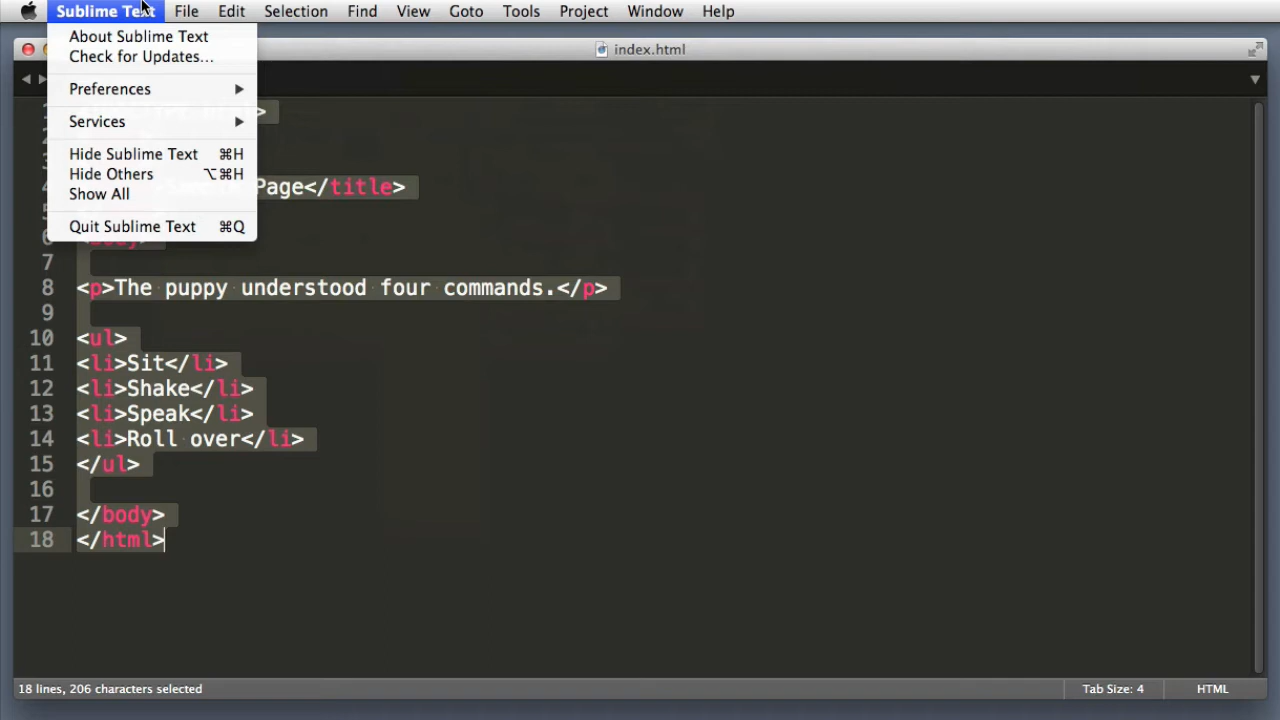 Sublime Text File Edit Selection Find View Goto Tools Project Window Help
About Sublime Text
Check for Updates...
Preferences
Services
Hide Sublime Text ⌘H
Hide Others ⌥⌘H
Show All
Quit Sublime Text ⌘Q
index.html
Page</title>
7
8 <p>The puppy understood four commands.</p>
9
10 <ul>
11 <li>Sit</li>
12 <li>Shake</li>
13 <li>Speak</li>
14 <li>Roll over</li>
15 </ul>
16
17 </body>
18 </html>
18 lines, 206 characters selected Tab Size: 4 HTML